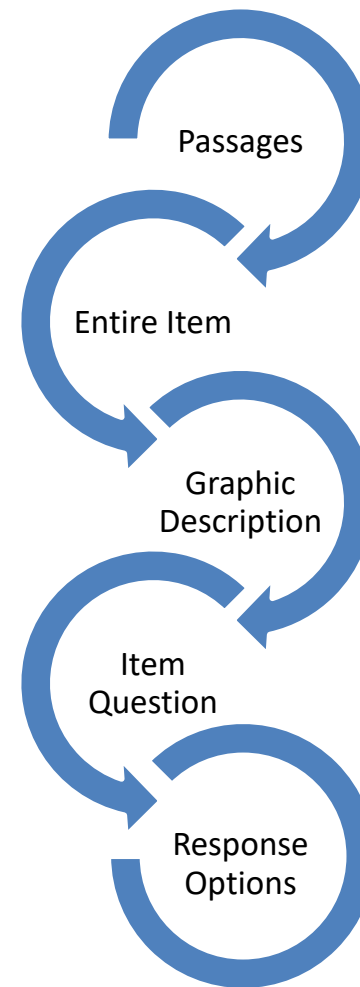 Passages
Entire Item
Graphic
Description
Item
Question
Response
Options